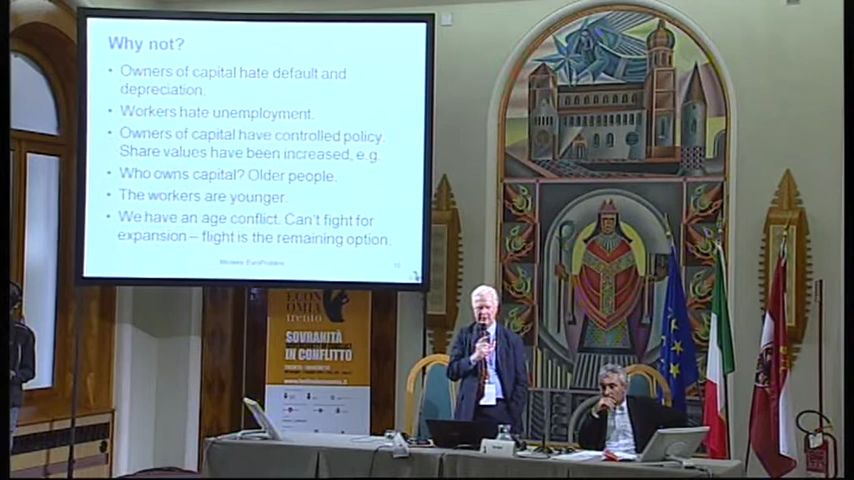 Why not?
• Owners of capital hate default and
depreciation.
• Workers hate unemployment.
• Owners of capital have controlled policy.
Share values have been increased, e.g.
• Who owns capital? Older people.
• The workers are younger.
• We have an age conflict. Can't fight for
expansion – flight is the remaining option.
ECON
OMIA
trento
SOVRANITÀ
IN CONFLITTO